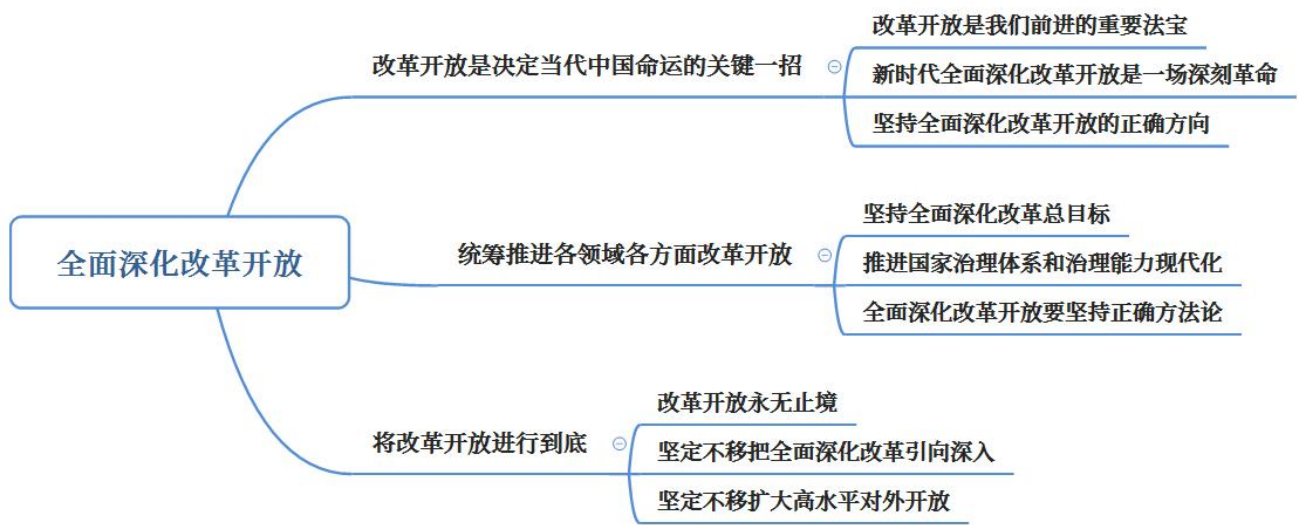 全面深化改革开放
改革开放是决定当代中国命运的关键一招
改革开放是我们前进的重要法宝
新时代全面深化改革开放是一场深刻革命
坚持全面深化改革开放的正确方向
统筹推进各领域各方面改革开放
坚持全面深化改革总目标
推进国家治理体系和治理能力现代化
全面深化改革开放要坚持正确方法论
将改革开放进行到底
改革开放永无止境
坚定不移把全面深化改革引向深入
坚定不移扩大高水平对外开放